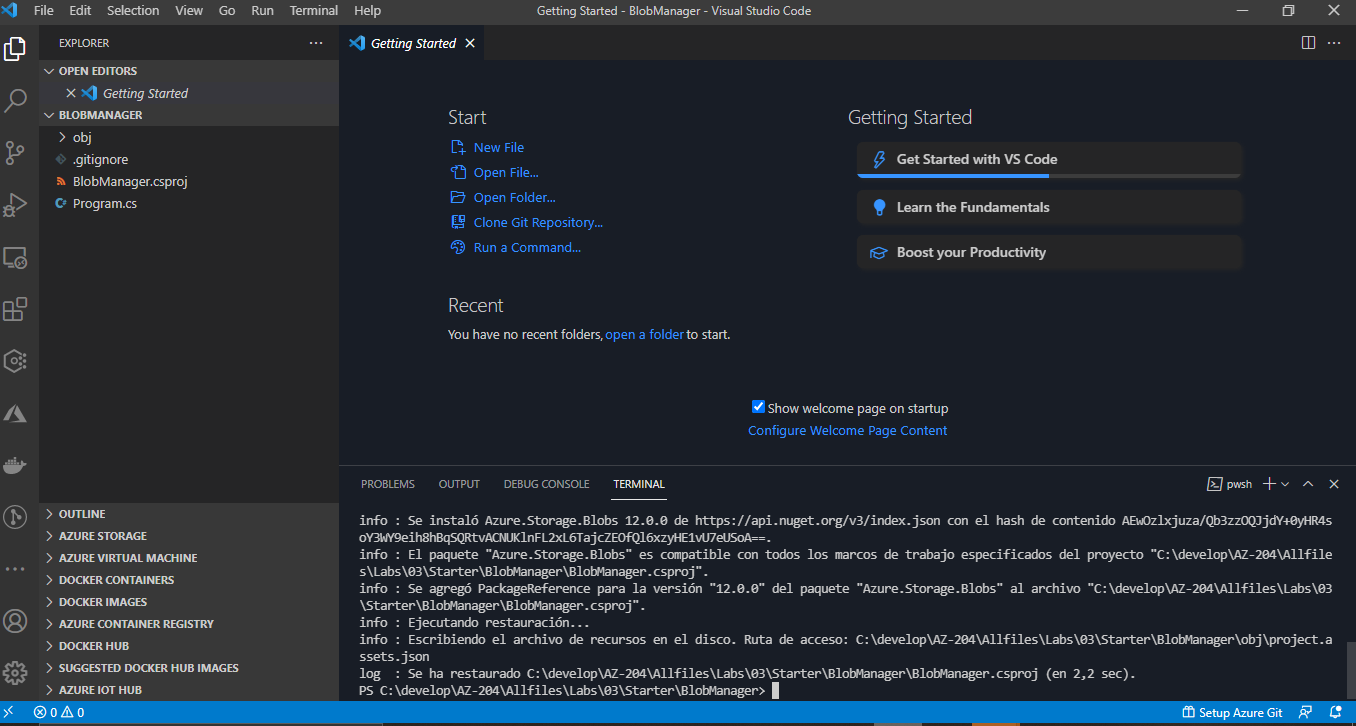 File Edit Selection View Go Run Terminal Help
Getting Started - BlobManager - Visual Studio Code
EXPLORER
OPEN EDITORS
Getting Started
BLOBMANAGER
obj
.gitignore
BlobManager.csproj
C# Program.cs
OUTLINE
AZURE STORAGE
AZURE VIRTUAL MACHINE
DOCKER CONTAINERS
DOCKER IMAGES
AZURE CONTAINER REGISTRY
DOCKER HUB
SUGGESTED DOCKER HUB IMAGES
AZURE IOT HUB
Getting Started
Start
New File
Open File...
Open Folder...
Clone Git Repository...
Run a Command...
Recent
You have no recent folders, open a folder to start.
Getting Started
Get Started with VS Code
Learn the Fundamentals
Boost your Productivity
Show welcome page on startup
Configure Welcome Page Content
PROBLEMS OUTPUT DEBUG CONSOLE TERMINAL
pwsh
info : Se instaló Azure.Storage.Blobs 12.0.0 de https://api.nuget.org/v3/index.json con el hash de contenido AEwOzlxjuza/Qb3zzOQJjdY+0yHR4s
oY3WY9eih8hBqSQRtvACNUKlnFL2xL6TajcZEOfQl6xzyHE1vU7eUSoA==.
info : El paquete "Azure.Storage.Blobs" es compatible con todos los marcos de trabajo especificados del proyecto "C:\develop\AZ-204\Allfile
s\Labs\03\Starter\BlobManager\BlobManager.csproj".
info : Se agregó PackageReference para la versión "12.0.0" del paquete "Azure.Storage.Blobs" al archivo "C:\develop\AZ-204\Allfiles\Labs\03
\Starter\BlobManager\BlobManager.csproj".
info : Ejecutando restauración...
info : Escribiendo el archivo de recursos en el disco. Ruta de acceso: C:\develop\AZ-204\Allfiles\Labs\03\Starter\BlobManager\obj\project.a
ssets.json
log  : Se ha restaurado C:\develop\AZ-204\Allfiles\Labs\03\Starter\BlobManager\BlobManager.csproj (en 2,2 sec).
PS C:\develop\AZ-204\Allfiles\Labs\03\Starter\BlobManager>
0 0
Setup Azure Git